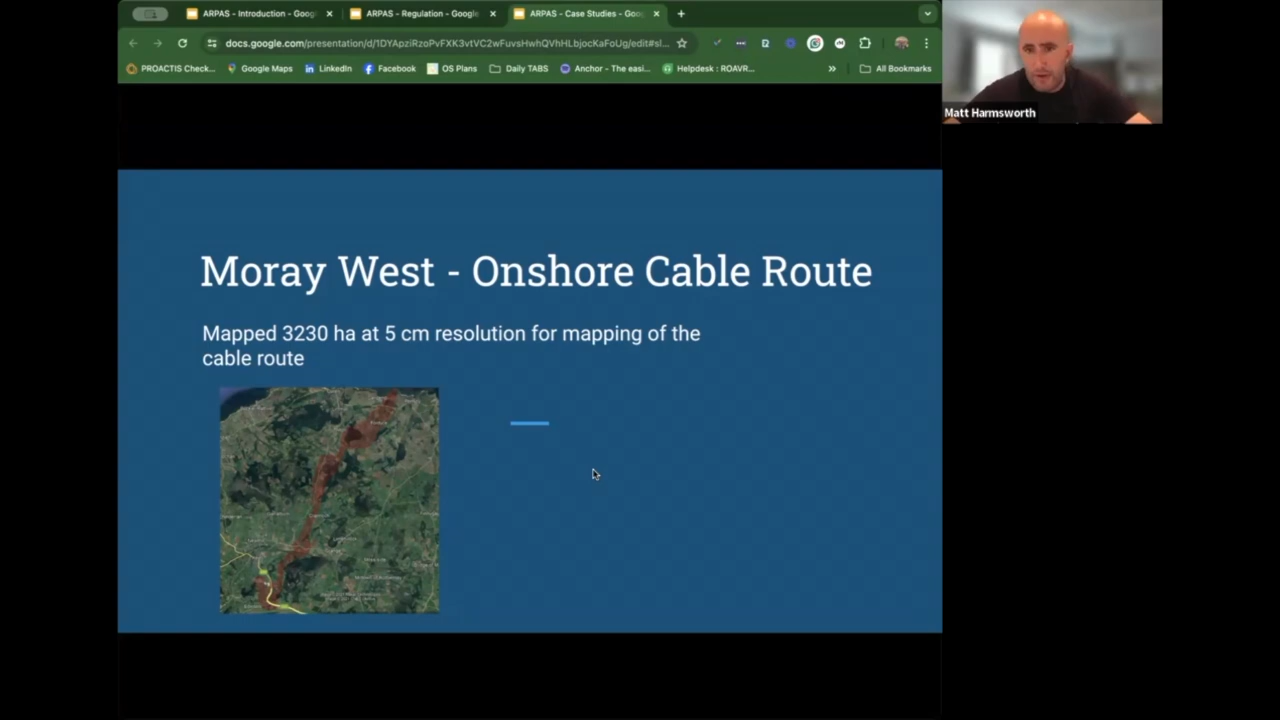 ARPAS - Introduction - Goog
ARPAS - Regulation - Google
ARPAS - Case Studies - Goo
docs.google.com/presentation/d/1DYApziRzoPvFXK3vtVC2wFuvsHwhQVhHLbjocKaFoUg/edit#sl...
PROACTIS Check...
Google Maps
LinkedIn
Facebook
OS Plans
Daily TABS
Anchor - The easi...
Helpdesk : ROAVR...
All Bookmarks
Matt Harmsworth
Moray West - Onshore Cable Route
Mapped 3230 ha at 5 cm resolution for mapping of the
cable route